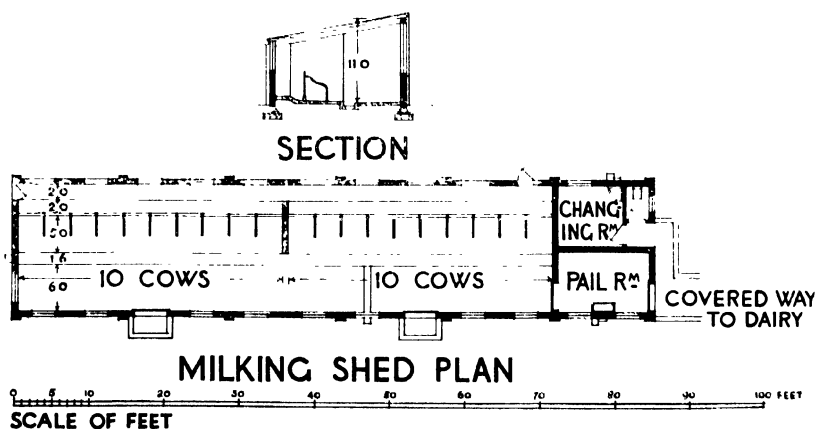 11 0
SECTION
2 0
2 0
5 0
1 6
6 0
10 COWS
10 COWS
CHANG-
ING RM
PAIL RM
COVERED WAY
TO DAIRY
MILKING SHED PLAN
0 5 10 20 30 40 50 60 70 80 90 100 FEET
SCALE OF FEET